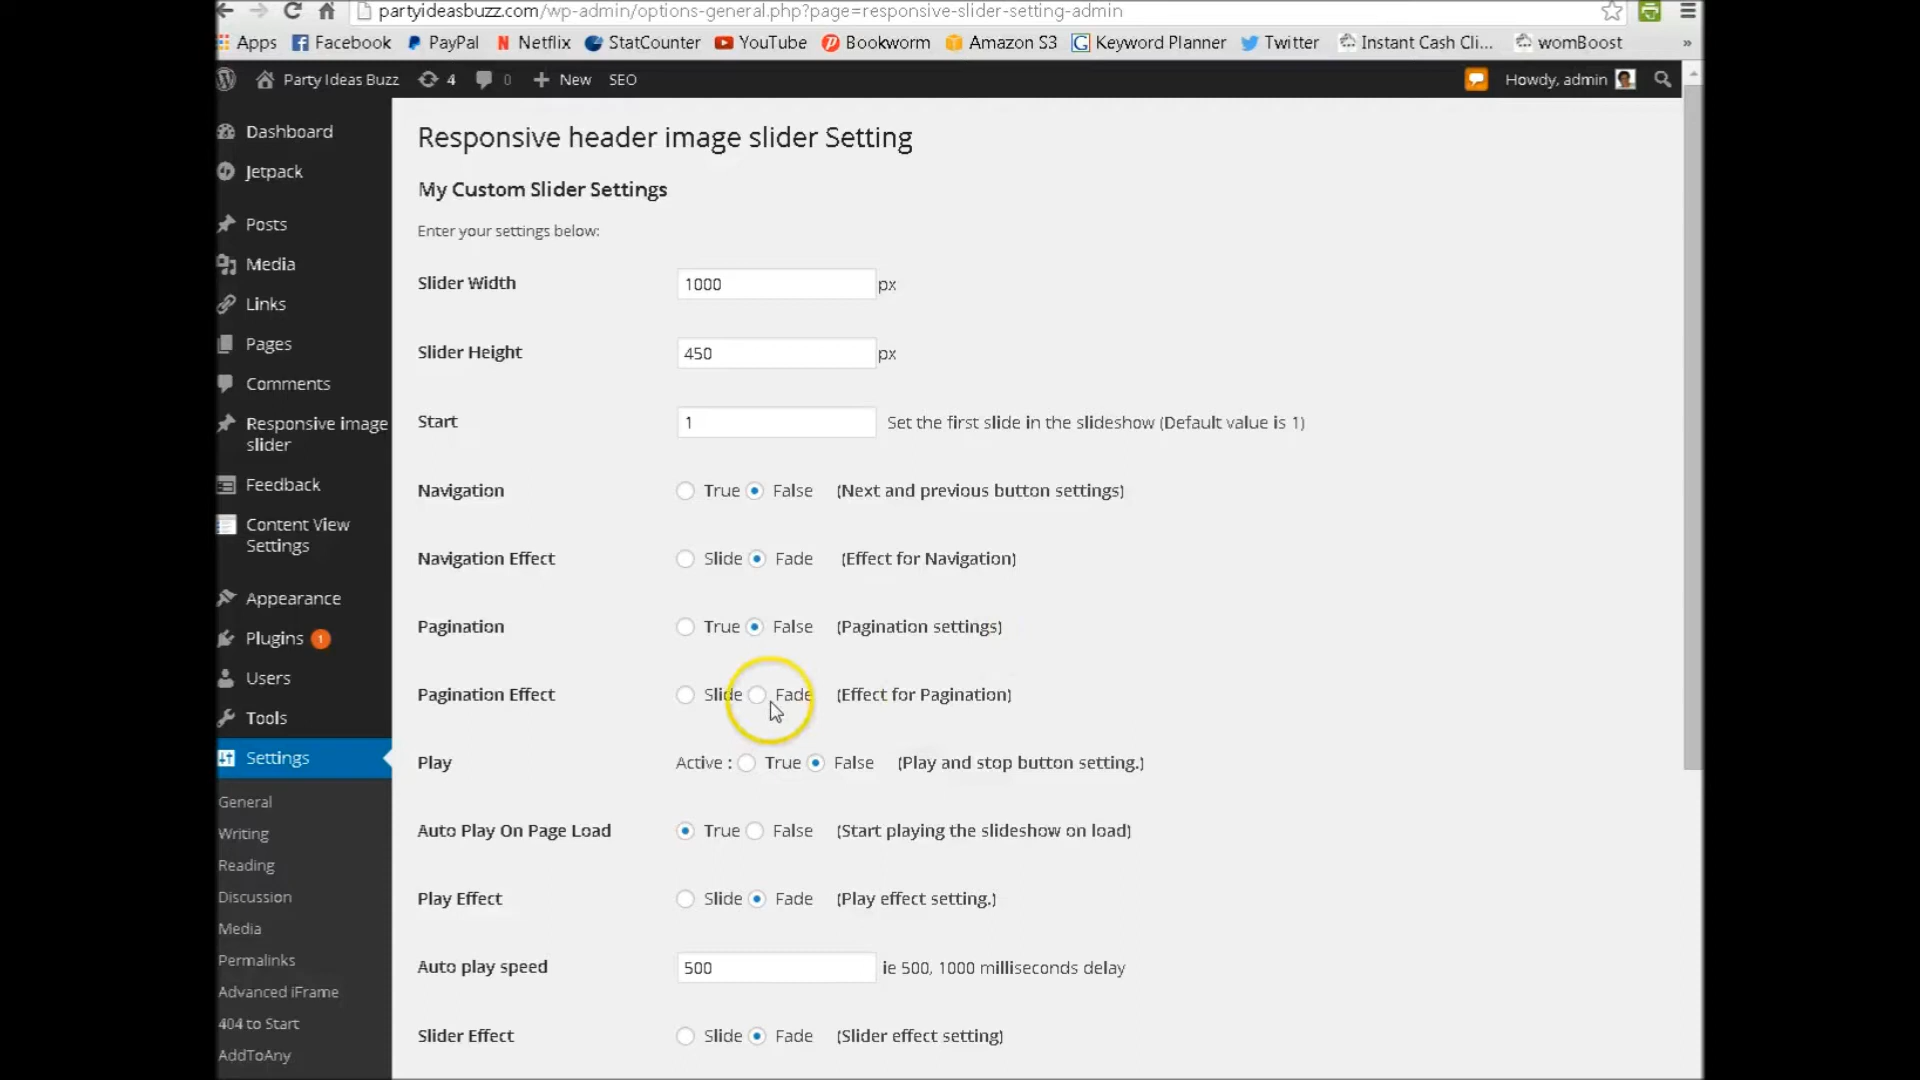 partyideasbuzz.com/wp-admin/options-general.php?page=responsive-slider-setting-admin
Apps Facebook PayPal Netflix StatCounter YouTube Bookworm Amazon S3 Keyword Planner Twitter Instant Cash Cli... womBoost »
Party Ideas Buzz 4 0 New SEO Howdy, admin
Dashboard
Jetpack
Posts
Media
Links
Pages
Comments
Responsive image
slider
Feedback
Content View
Settings
Appearance
Plugins 1
Users
Tools
Settings
General
Writing
Reading
Discussion
Media
Permalinks
Advanced iFrame
404 to Start
AddToAny
Responsive header image slider Setting
My Custom Slider Settings
Enter your settings below:
Slider Width 1000 px
Slider Height 450 px
Start 1 Set the first slide in the slideshow (Default value is 1)
Navigation True False (Next and previous button settings)
Navigation Effect Slide Fade (Effect for Navigation)
Pagination True False (Pagination settings)
Pagination Effect Slide Fade (Effect for Pagination)
Play Active : True False (Play and stop button setting.)
Auto Play On Page Load True False (Start playing the slideshow on load)
Play Effect Slide Fade (Play effect setting.)
Auto play speed 500 ie 500, 1000 milliseconds delay
Slider Effect Slide Fade (Slider effect setting)